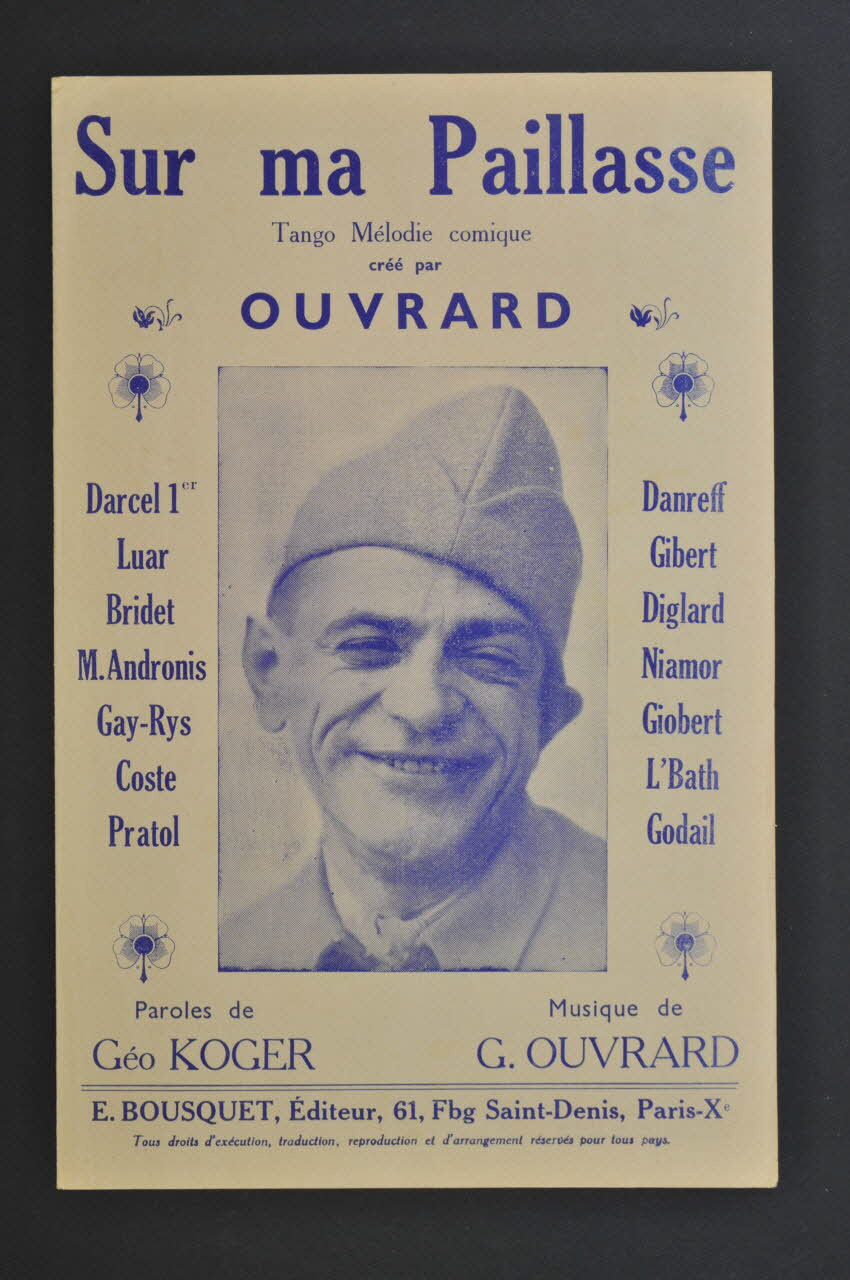 Sur ma Paillasse
Tango Mélodie comique
créé par
OUVRARD
Darcel 1er
Luar
Bridet
M. Andronis
Gay-Rys
Coste
Pratol
Danreff
Gibert
Diglard
Niamor
Giobert
L'Bath
Godail
Paroles de
Géo KOGER
Musique de
G. OUVRARD
E. BOUSQUET, Éditeur, 61, Fbg Saint-Denis, Paris-Xe
Tous droits d'exécution, traduction, reproduction et d'arrangement réservés pour tous pays.